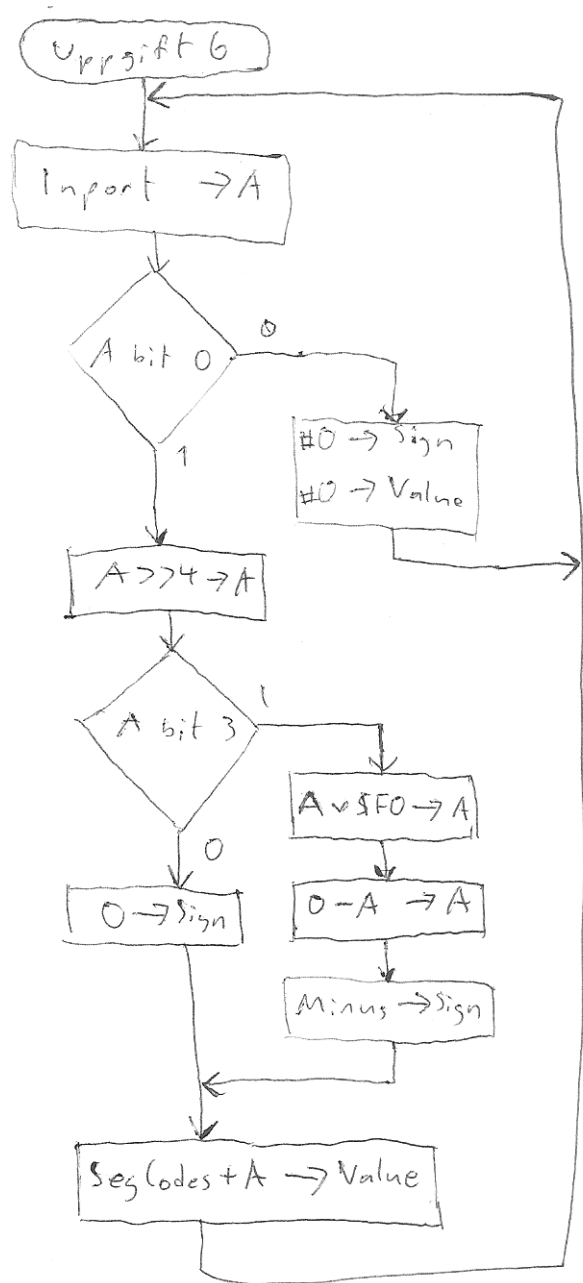 Uppgift 6
Inport → A
A bit 0
0
1
#0 → Sign
#0 → Value
A>>4→A
A bit 3
1
0
A v $F0 → A
0 - A → A
Minus → Sign
0 → Sign
SegCodes + A → Value